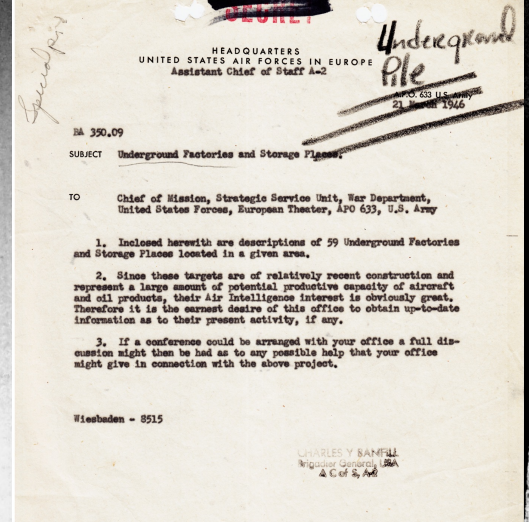 SECRET
HEADQUARTERS
UNITED STATES AIR FORCES IN EUROPE
Assistant Chief of Staff A-2
Underground
File
A.P.O. 633 U.S. Army
21 March 1946
BA 350.09
SUBJECT Underground Factories and Storage Places.
TO Chief of Mission, Strategic Service Unit, War Department,
United States Forces, European Theater, APO 633, U.S. Army
1. Inclosed herewith are descriptions of 59 Underground Factories
and Storage Places located in a given area.
2. Since these targets are of relatively recent construction and
represent a large amount of potential productive capacity of aircraft
and oil products, their Air Intelligence interest is obviously great.
Therefore it is the earnest desire of this office to obtain up-to-date
information as to their present activity, if any.
3. If a conference could be arranged with your office a full dis-
cussion might then be had as to any possible help that your office
might give in connection with the above project.
Wiesbaden - 8515
CHARLES Y BANFILL
Brigadier General, USA
A C of S, A-2